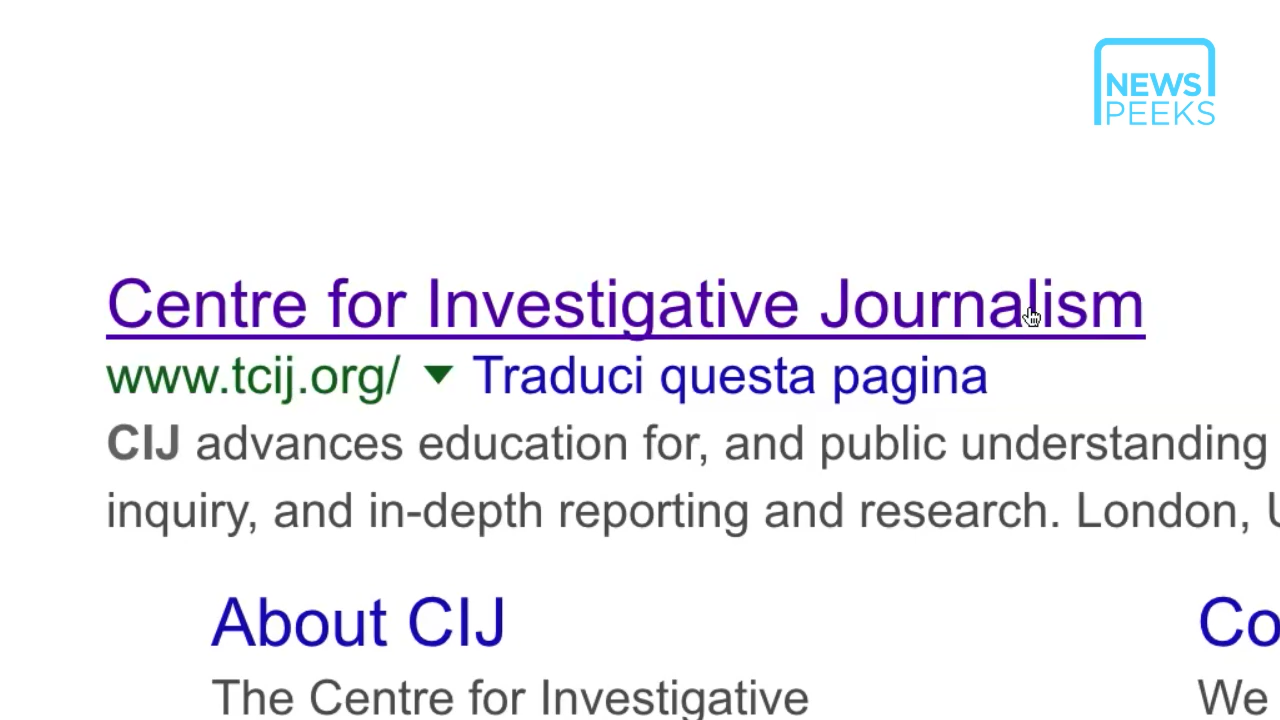 NEWS
PEEKS
Centre for Investigative Journalism
www.tcij.org/ ▼ Traduci questa pagina
CIJ advances education for, and public understanding
inquiry, and in-depth reporting and research. London,
About CIJ
The Centre for Investigative
We